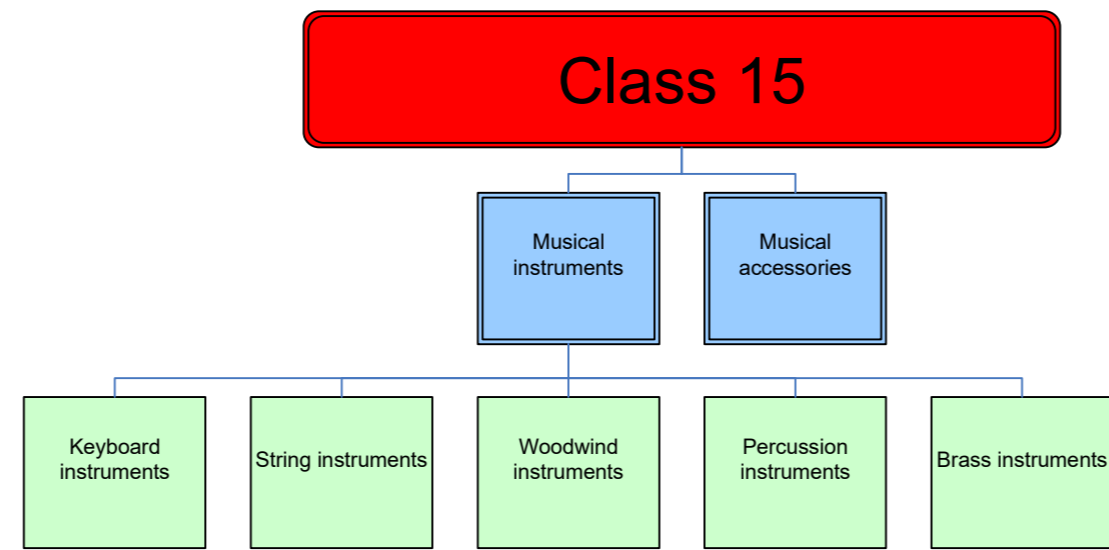 Class 15
Musical
instruments
Musical
accessories
Keyboard
instruments
String instruments
Woodwind
instruments
Percussion
instruments
Brass instruments